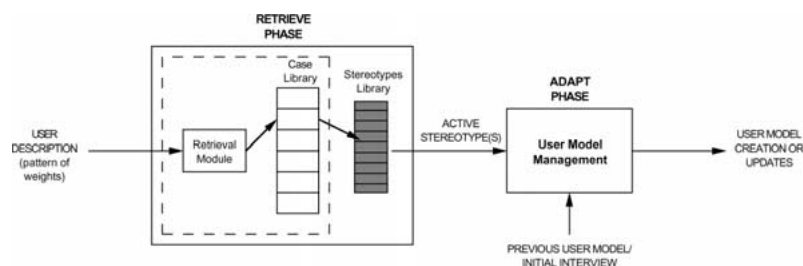 RETRIEVE
PHASE
Case
Library
Stereotypes
Library
Retrieval
Module
USER
DESCRIPTION
(pattern of
weights)
ACTIVE
STEREOTYPE(S)
ADAPT
PHASE
User Model
Management
USER MODEL
CREATION OR
UPDATES
PREVIOUS USER MODEL/
INITIAL INTERVIEW